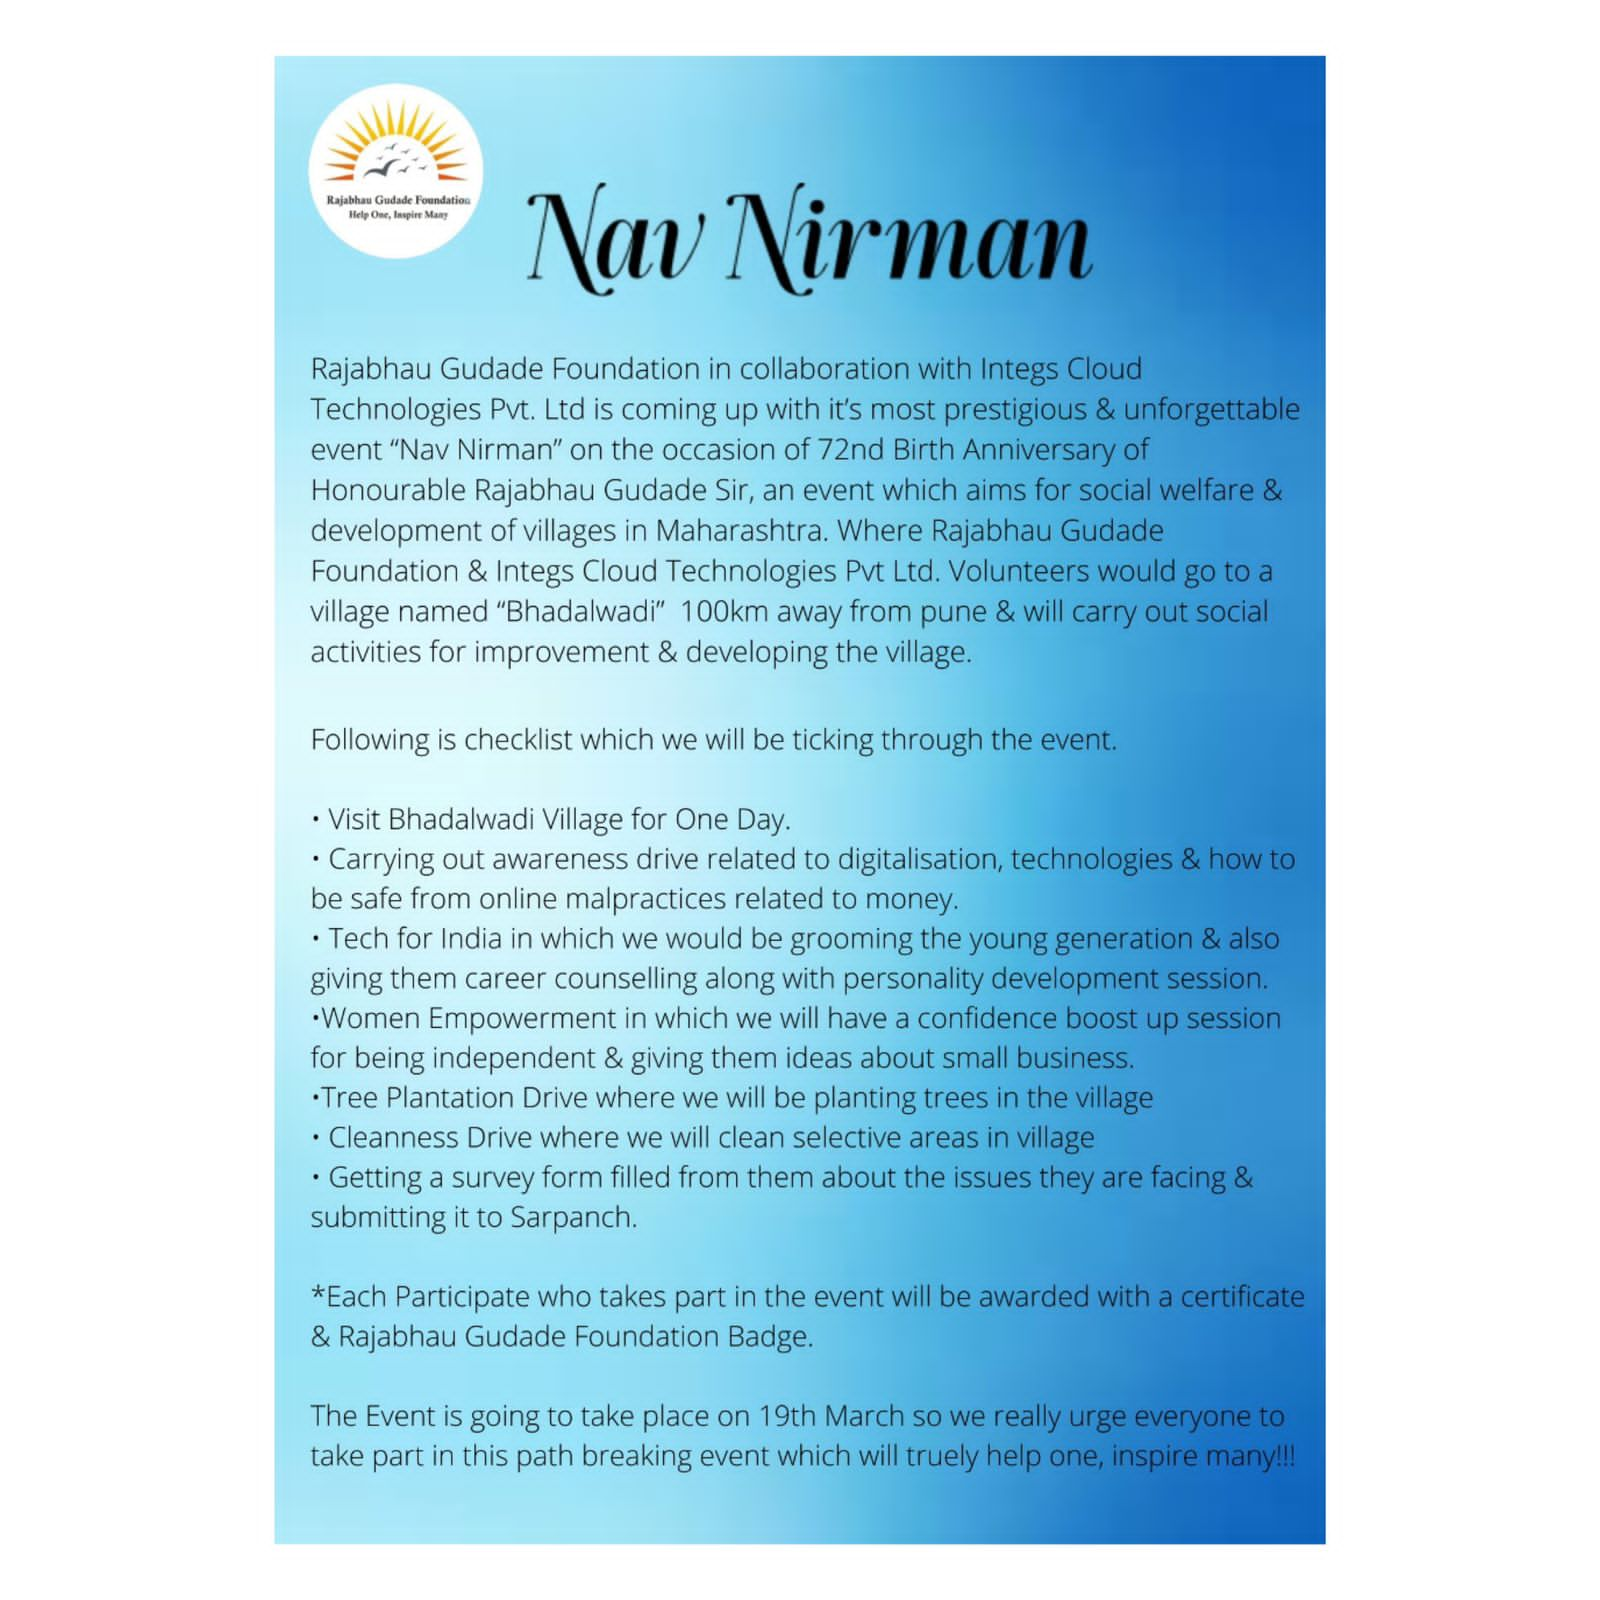 Rajabhau Gudade Foundation
Help One, Inspire Many
Nav Nirman
Rajabhau Gudade Foundation in collaboration with Integs Cloud
Technologies Pvt. Ltd is coming up with it’s most prestigious & unforgettable
event “Nav Nirman” on the occasion of 72nd Birth Anniversary of
Honourable Rajabhau Gudade Sir, an event which aims for social welfare &
development of villages in Maharashtra. Where Rajabhau Gudade
Foundation & Integs Cloud Technologies Pvt Ltd. Volunteers would go to a
village named “Bhadalwadi” 100km away from pune & will carry out social
activities for improvement & developing the village.
Following is checklist which we will be ticking through the event.
• Visit Bhadalwadi Village for One Day.
• Carrying out awareness drive related to digitalisation, technologies & how to
be safe from online malpractices related to money.
• Tech for India in which we would be grooming the young generation & also
giving them career counselling along with personality development session.
•Women Empowerment in which we will have a confidence boost up session
for being independent & giving them ideas about small business.
•Tree Plantation Drive where we will be planting trees in the village
• Cleanness Drive where we will clean selective areas in village
• Getting a survey form filled from them about the issues they are facing &
submitting it to Sarpanch.
*Each Participate who takes part in the event will be awarded with a certificate
& Rajabhau Gudade Foundation Badge.
The Event is going to take place on 19th March so we really urge everyone to
take part in this path breaking event which will truely help one, inspire many!!!